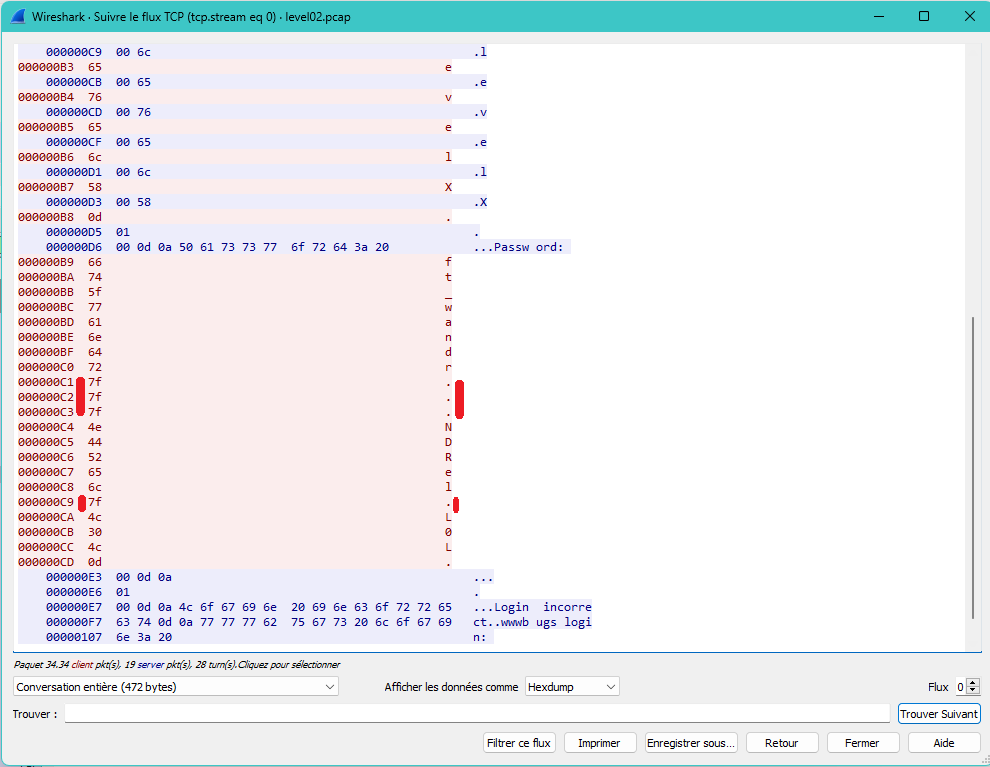 Wireshark · Suivre le flux TCP (tcp.stream eq 0) · level02.pcap
000000C9 00 6c .l
000000B3 65 e
000000CB 00 65 .e
000000B4 76 v
000000CD 00 76 .v
000000B5 65 e
000000CF 00 65 .e
000000B6 6c l
000000D1 00 6c .l
000000B7 58 X
000000D3 00 58 .X
000000B8 0d .
000000D5 01 .
000000D6 00 0d 0a 50 61 73 73 77 6f 72 64 3a 20 ...Passw ord:
000000B9 66 f
000000BA 74 t
000000BB 5f _
000000BC 77 w
000000BD 61 a
000000BE 6e n
000000BF 64 d
000000C0 72 r
000000C1 7f .
000000C2 7f .
000000C3 7f .
000000C4 4e N
000000C5 44 D
000000C6 52 R
000000C7 65 e
000000C8 6c l
000000C9 7f .
000000CA 4c L
000000CB 30 0
000000CC 4c L
000000CD 0d .
000000E3 00 0d 0a ...
000000E6 01 .
000000E7 00 0d 0a 4c 6f 67 69 6e 20 69 6e 63 6f 72 72 65 ...Login incorre
000000F7 63 74 0d 0a 77 77 77 62 75 67 73 20 6c 6f 67 69 ct..wwwb ugs logi
00000107 6e 3a 20 n:
Paquet 34.34 client pkt(s), 19 server pkt(s), 28 turn(s).Cliquez pour sélectionner
Conversation entière (472 bytes) Afficher les données comme Hexdump Flux 0
Trouver : Trouver Suivant
Filtrer ce flux Imprimer Enregistrer sous... Retour Fermer Aide